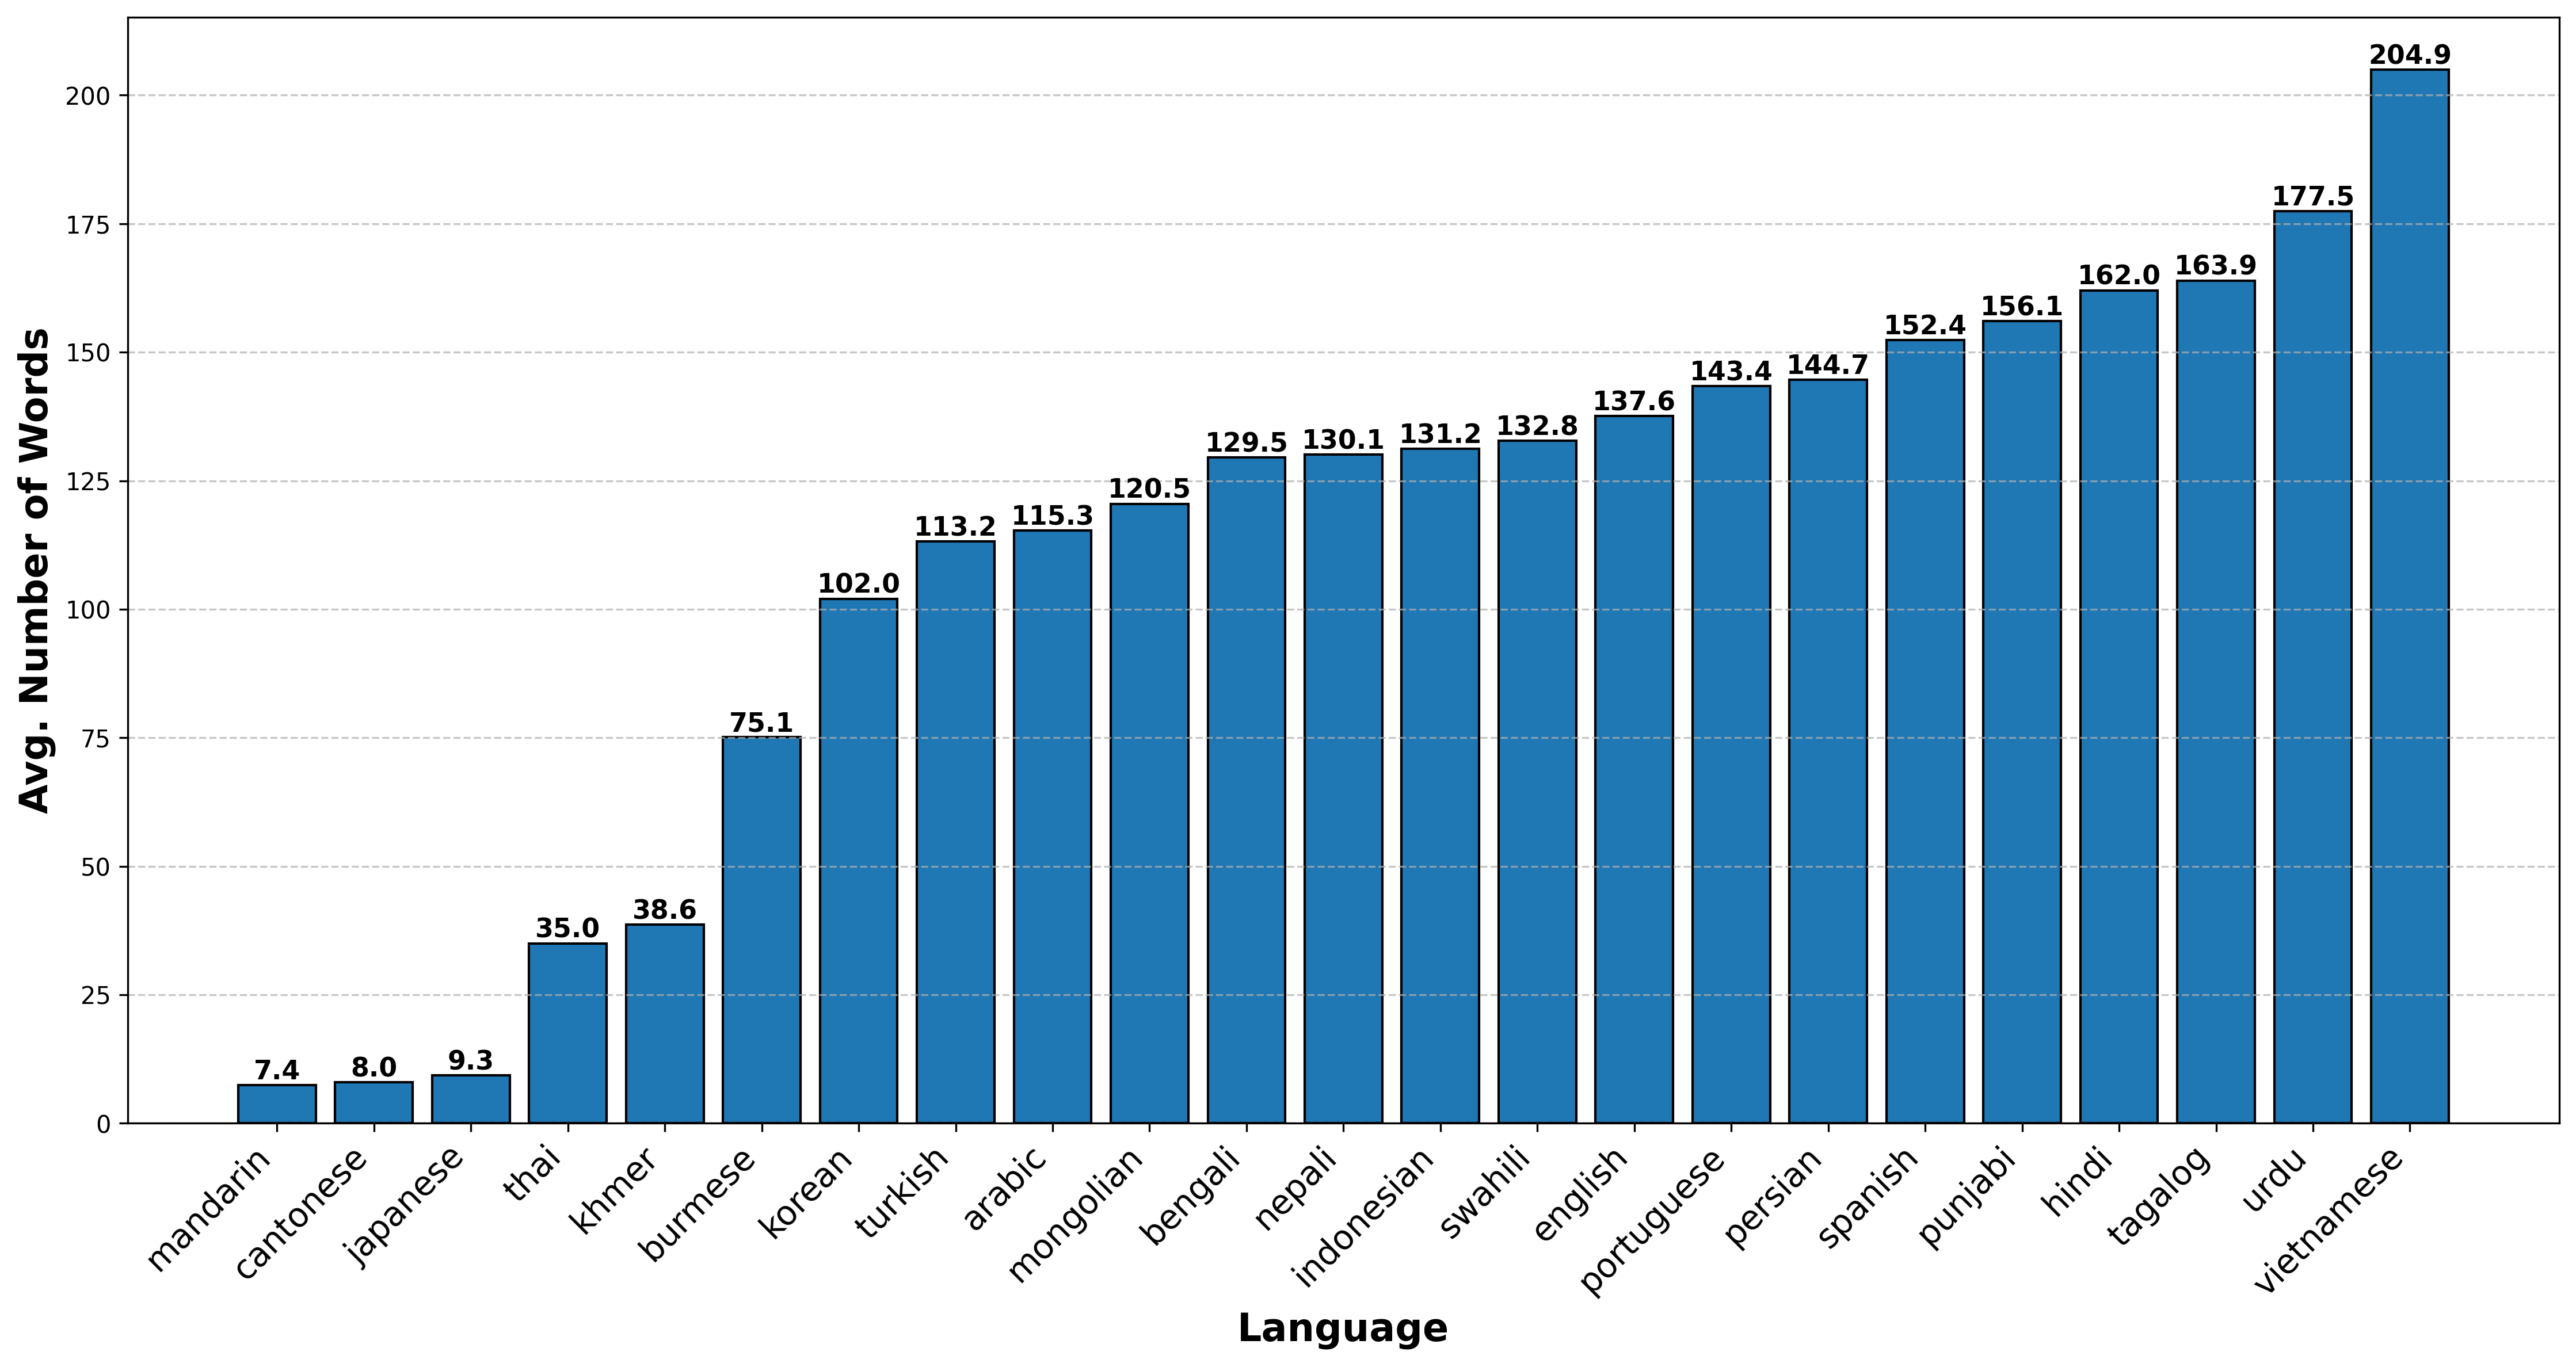 Avg. Number of Words
200
175
150
125
100
75
50
25
0
7.4
8.0
9.3
35.0
38.6
75.1
102.0
113.2
115.3
120.5
129.5
130.1
131.2
132.8
137.6
143.4
144.7
152.4
156.1
162.0
163.9
177.5
204.9
mandarin
cantonese
japanese
thai
khmer
burmese
korean
turkish
arabic
mongolian
bengali
nepali
indonesian
swahili
english
portuguese
persian
spanish
punjabi
hindi
tagalog
urdu
vietnamese
Language